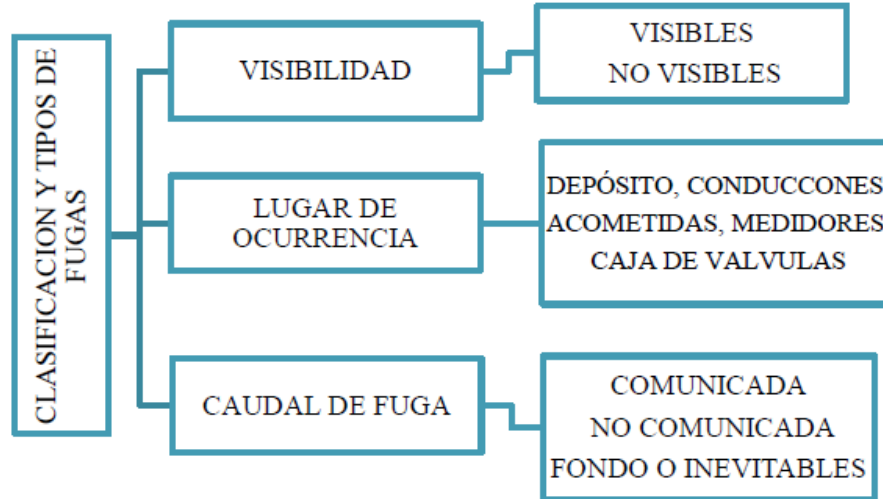 CLASIFICACION Y TIPOS DE
FUGAS
VISIBILIDAD
VISIBLES
NO VISIBLES
LUGAR DE
OCURRENCIA
DEPÓSITO, CONDUCCONES
ACOMETIDAS, MEDIDORES
CAJA DE VALVULAS
CAUDAL DE FUGA
COMUNICADA
NO COMUNICADA
FONDO O INEVITABLES